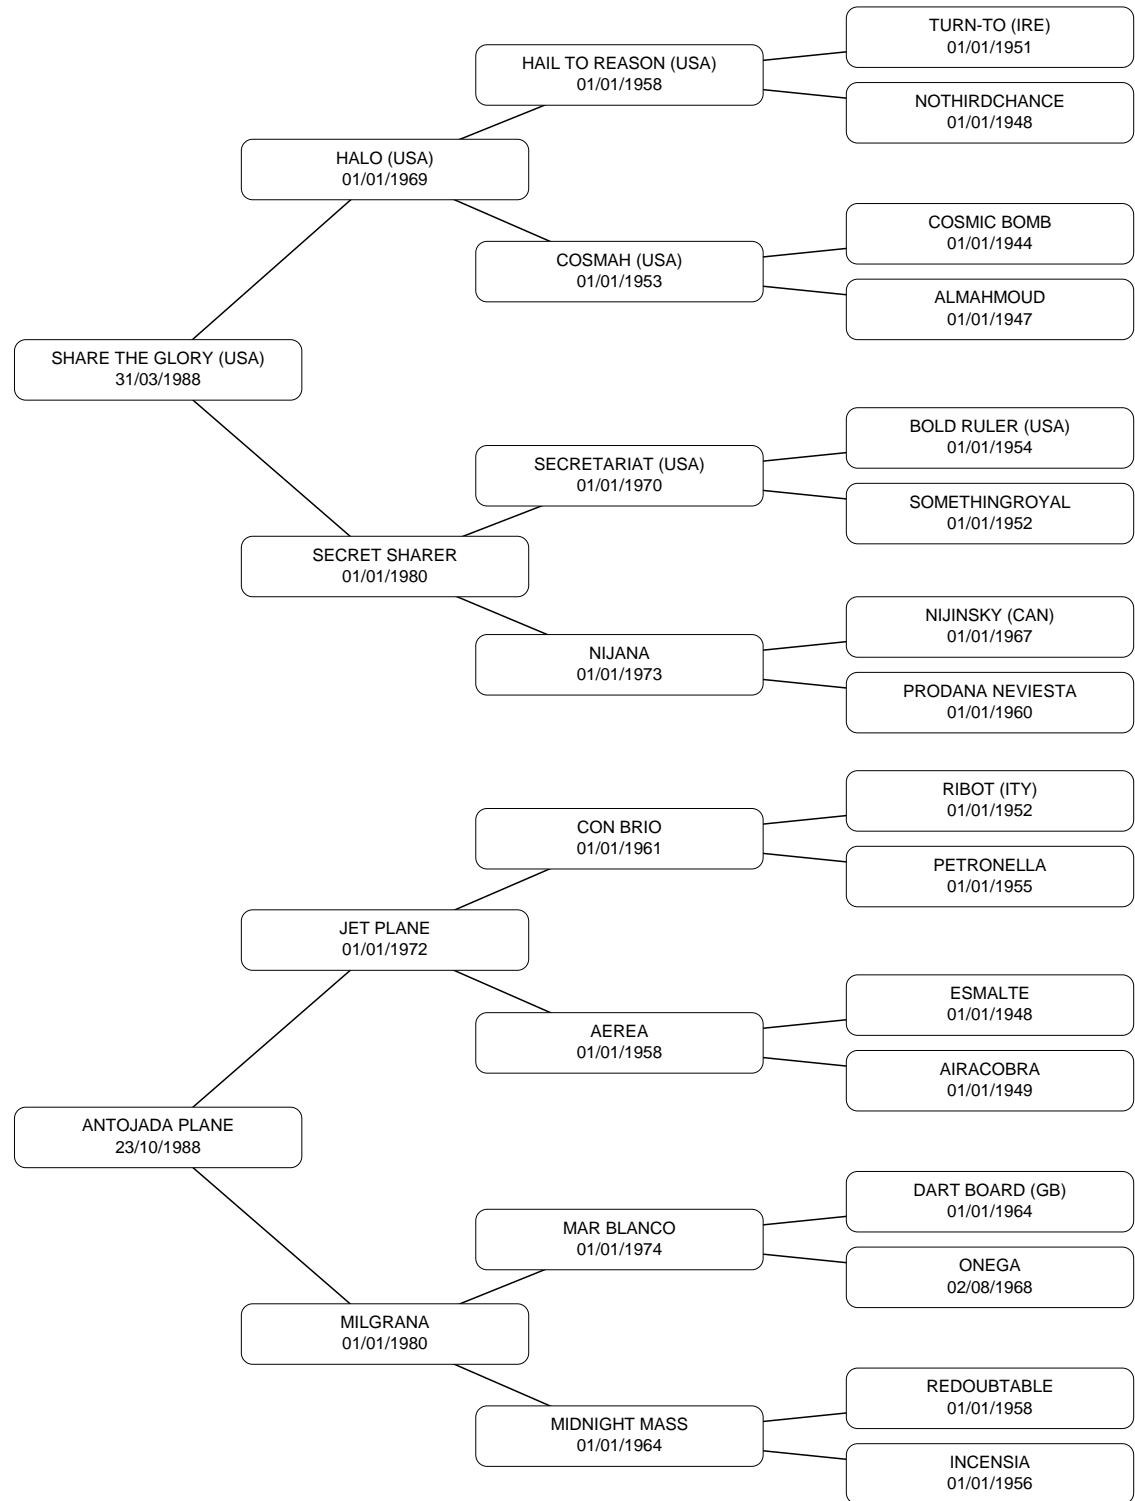 TURN-TO (IRE)
01/01/1951
HAIL TO REASON (USA)
01/01/1958
NOTHIRDCHANCE
01/01/1948
HALO (USA)
01/01/1969
COSMIC BOMB
01/01/1944
COSMAH (USA)
01/01/1953
ALMAHMOUD
01/01/1947
SHARE THE GLORY (USA)
31/03/1988
BOLD RULER (USA)
01/01/1954
SECRETARIAT (USA)
01/01/1970
SOMETHINGROYAL
01/01/1952
SECRET SHARER
01/01/1980
NIJINSKY (CAN)
01/01/1967
NIJANA
01/01/1973
PRODANA NEVIESTA
01/01/1960
RIBOT (ITY)
01/01/1952
CON BRIO
01/01/1961
PETRONELLA
01/01/1955
JET PLANE
01/01/1972
ESMALTE
01/01/1948
AEREA
01/01/1958
AIRACOBRA
01/01/1949
ANTOJADA PLANE
23/10/1988
DART BOARD (GB)
01/01/1964
MAR BLANCO
01/01/1974
ONEGA
02/08/1968
MILGRANA
01/01/1980
REDOUBTABLE
01/01/1958
MIDNIGHT MASS
01/01/1964
INCENSIA
01/01/1956